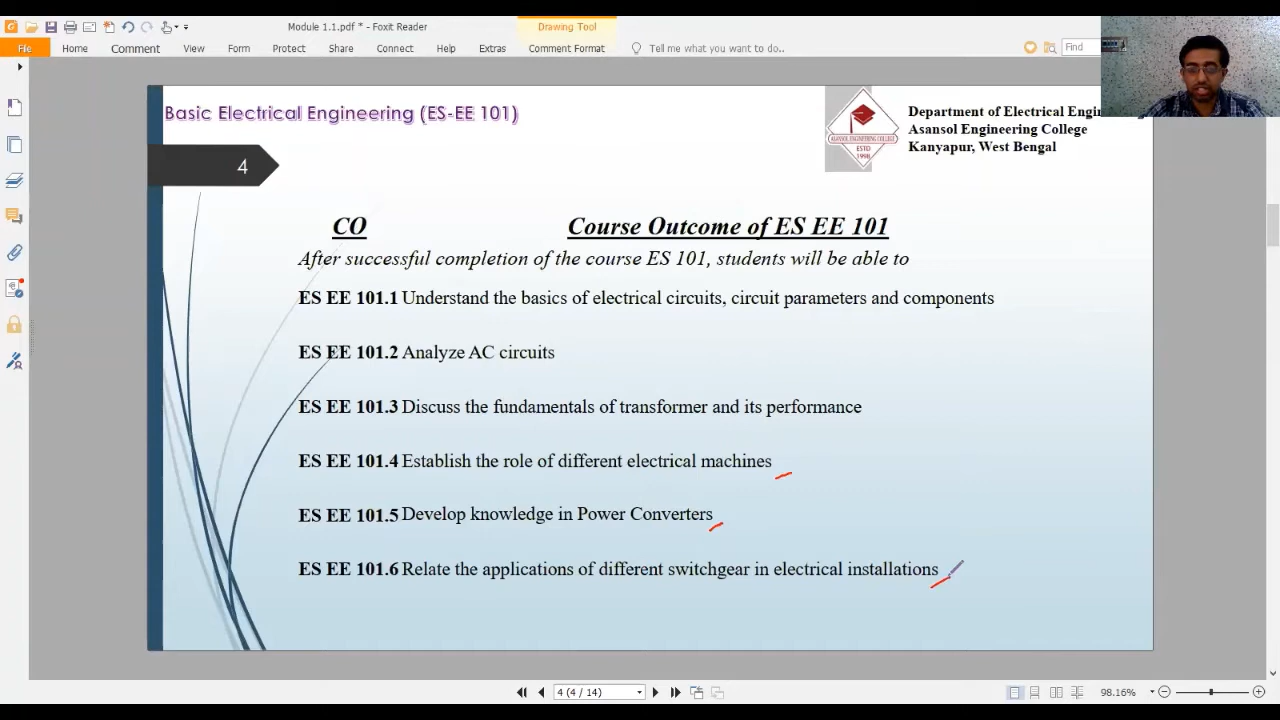 Module 1.1.pdf * - Foxit Reader
Drawing Tool
File
Home
Comment
View
Form
Protect
Share
Connect
Help
Extras
Comment Format
Tell me what you want to do..
Find
Basic Electrical Engineering (ES-EE 101)
Department of Electrical Engi
Asansol Engineering College
Kanyapur, West Bengal
ASANSOL ENGINEERING COLLEGE
ESTD
1998
4
CO
Course Outcome of ES EE 101
After successful completion of the course ES 101, students will be able to
ES EE 101.1 Understand the basics of electrical circuits, circuit parameters and components
ES EE 101.2 Analyze AC circuits
ES EE 101.3 Discuss the fundamentals of transformer and its performance
ES EE 101.4 Establish the role of different electrical machines
ES EE 101.5 Develop knowledge in Power Converters
ES EE 101.6 Relate the applications of different switchgear in electrical installations
4 (4 / 14)
98.16%